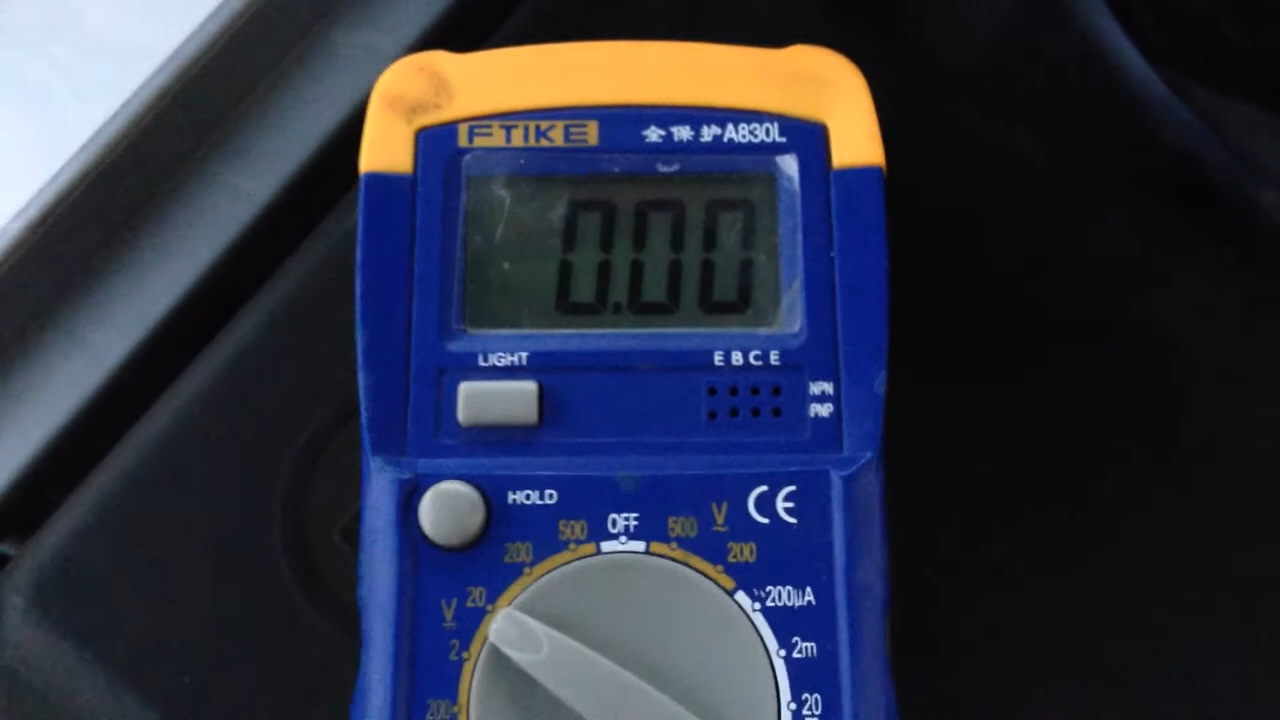 FTIKE 全保护A830L
0.00
LIGHT
E B C E
NPN
PNP
HOLD
CE
500 OFF 500 V
200 200
20 200µA
V
2 2m
200 20